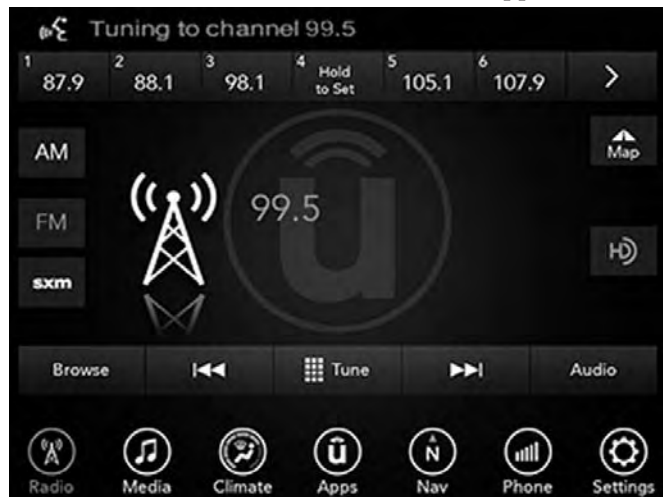 Tuning to channel 99.5
1 87.9 2 88.1 3 98.1 4 Hold to Set 5 105.1 6 107.9
AM
Map
99.5
FM
HD
sxm
Browse Tune Audio
Radio Media Climate Apps Nav Phone Settings